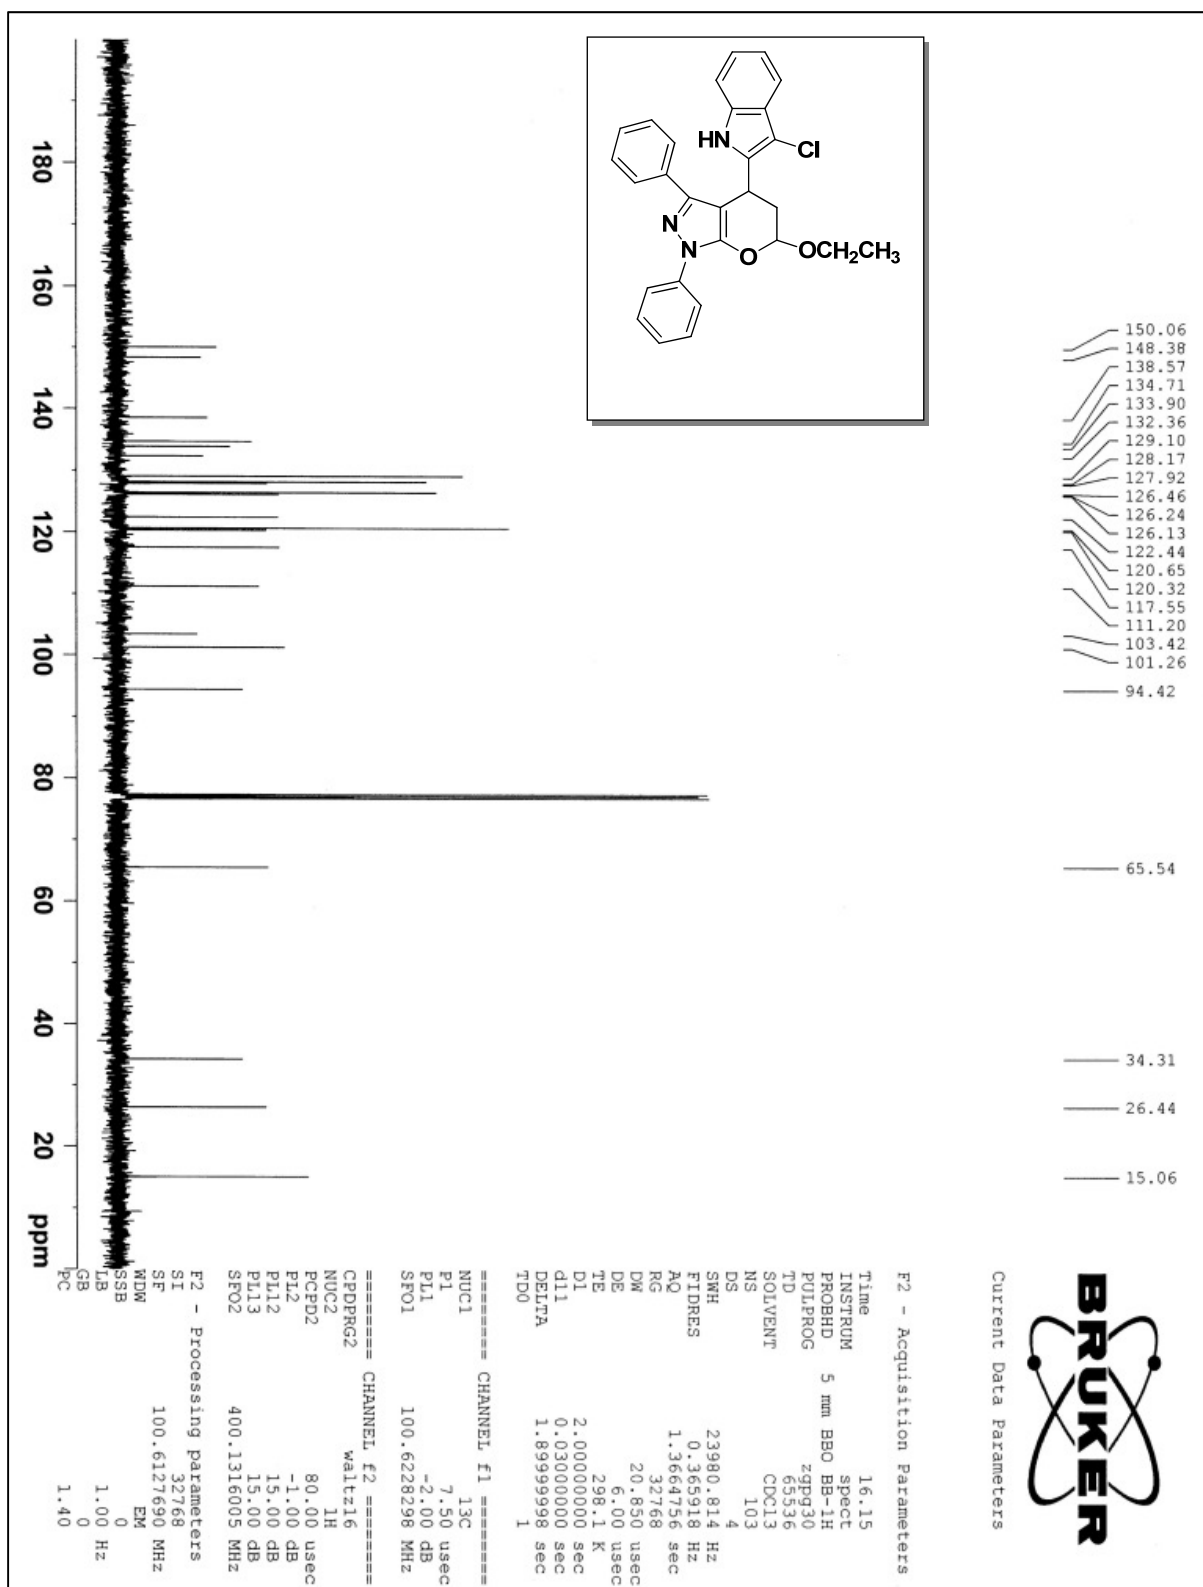 HN
Cl
N
N
O
OCH₂CH₃
150.06
148.38
138.57
134.71
133.90
132.36
129.10
128.17
127.92
126.46
126.24
126.13
122.44
120.65
120.32
117.55
111.20
103.42
101.26
94.42
65.54
34.31
26.44
15.06
180
160
140
120
100
80
60
40
20
ppm
BRUKER
Current Data Parameters
F2 - Acquisition Parameters
Time 16.15
INSTRUM spect
PROBHD 5 mm BBO BB-1H
PULPROG zgpg30
TD 65536
SOLVENT CDCl3
NS 103
DS 4
SWH 23980.814 Hz
FIDRES 0.365918 Hz
AQ 1.3664756 sec
RG 32768
DW 20.850 usec
DE 6.00 usec
TE 298.1 K
D1 2.00000000 sec
d11 0.03000000 sec
DELTA 1.89999998 sec
TD0 1
======== CHANNEL f1 ========
NUC1 13C
P1 7.50 usec
PL1 -2.00 dB
SFO1 100.6228298 MHz
======== CHANNEL f2 ========
CPDPRG2 waltz16
NUC2 1H
PCPD2 80.00 usec
PL2 -1.00 dB
PL12 15.00 dB
PL13 15.00 dB
SFO2 400.1316005 MHz
F2 - Processing parameters
SI 32768
SF 100.6127690 MHz
WDW EM
SSB 0
LB 1.00 Hz
GB 0
PC 1.40